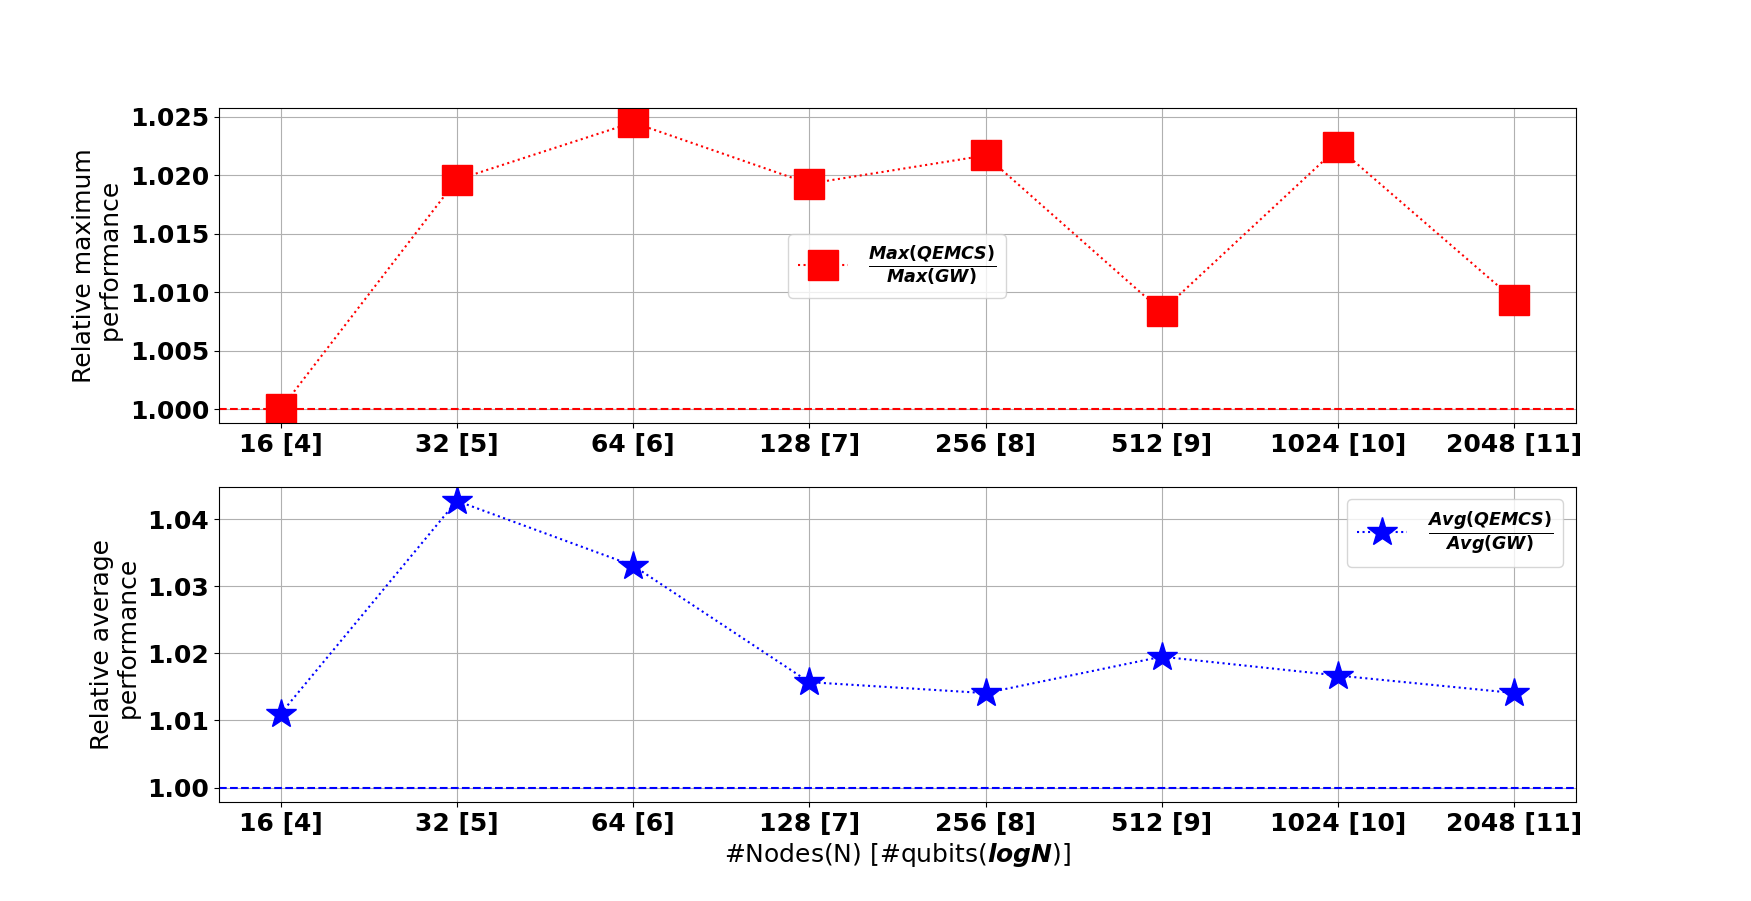 Relative maximum
performance
1.025
1.020
1.015
1.010
1.005
1.000
Max(QEMCS)
Max(GW)
16 [4] 32 [5] 64 [6] 128 [7] 256 [8] 512 [9] 1024 [10] 2048 [11]
Relative average
performance
1.04
1.03
1.02
1.01
1.00
Avg(QEMCS)
Avg(GW)
16 [4] 32 [5] 64 [6] 128 [7] 256 [8] 512 [9] 1024 [10] 2048 [11]
#Nodes(N) [#qubits(logN)]